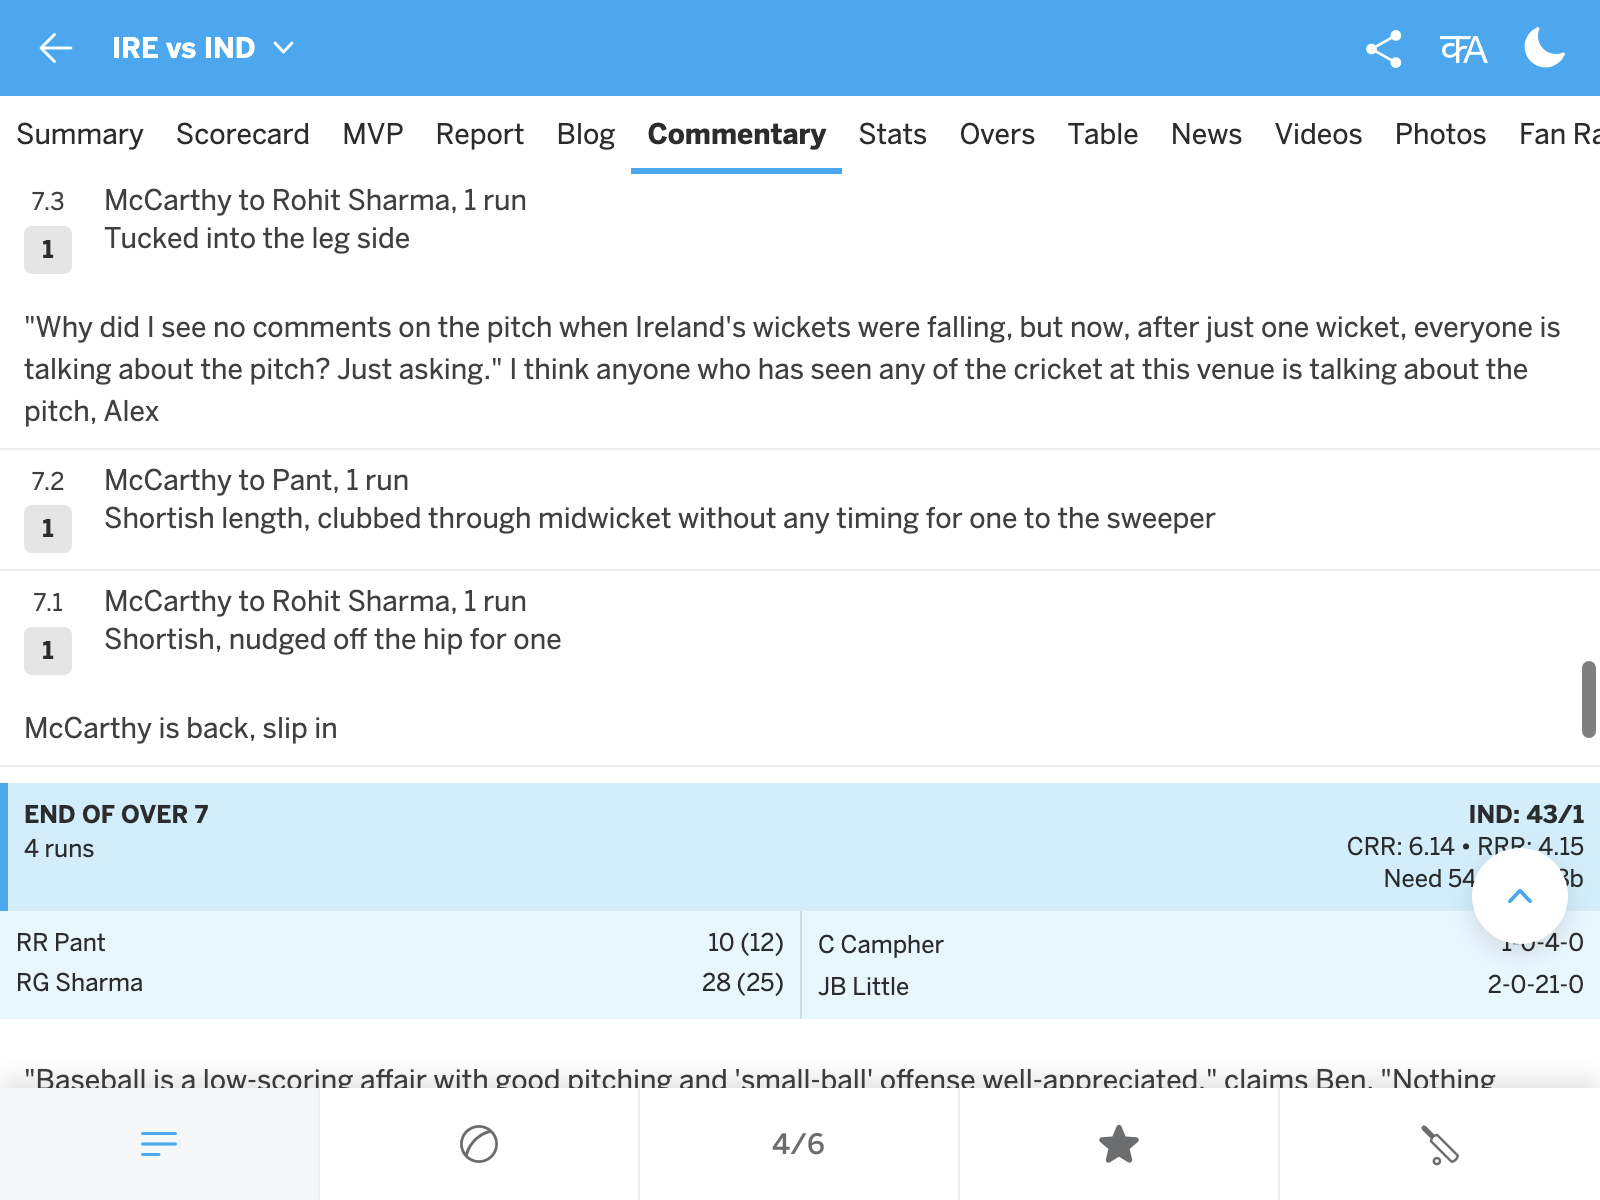 IRE vs IND
क A
Summary Scorecard MVP Report Blog Commentary Stats Overs Table News Videos Photos Fan Ra
7.3 McCarthy to Rohit Sharma, 1 run
1 Tucked into the leg side
"Why did I see no comments on the pitch when Ireland's wickets were falling, but now, after just one wicket, everyone is
talking about the pitch? Just asking." I think anyone who has seen any of the cricket at this venue is talking about the
pitch, Alex
7.2 McCarthy to Pant, 1 run
1 Shortish length, clubbed through midwicket without any timing for one to the sweeper
7.1 McCarthy to Rohit Sharma, 1 run
1 Shortish, nudged off the hip for one
McCarthy is back, slip in
END OF OVER 7 IND: 43/1
4 runs CRR: 6.14 • RRR: 4.15
Need 54 b
RR Pant 10 (12) C Campher 1-0-4-0
RG Sharma 28 (25) JB Little 2-0-21-0
"Baseball is a low-scoring affair with good pitching and 'small-ball' offense well-appreciated." claims Ben. "Nothing
4/6